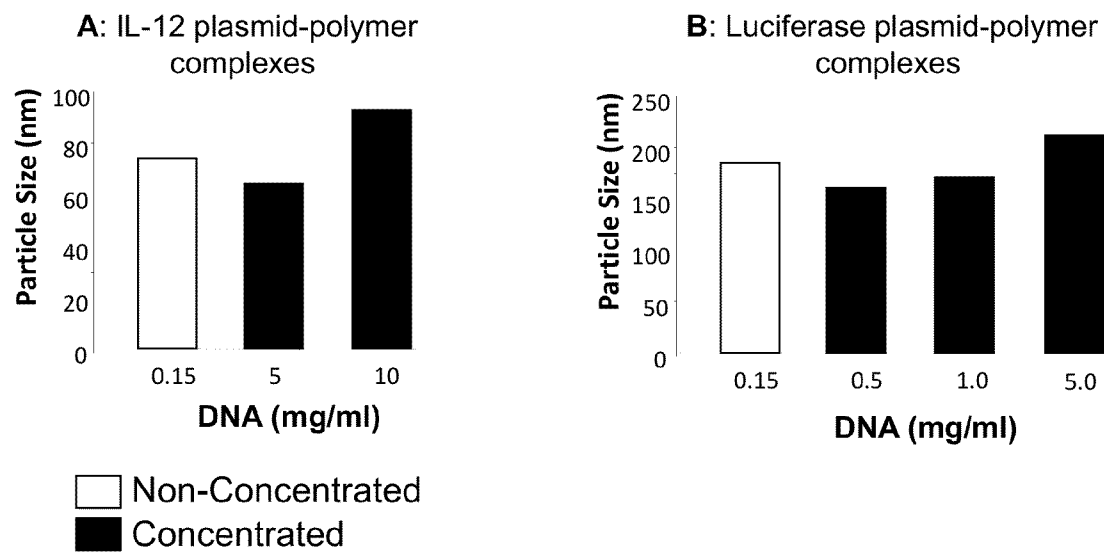 A: IL-12 plasmid-polymer
complexes
Particle Size (nm)
100
80
60
40
20
0
0.15 5 10
DNA (mg/ml)
B: Luciferase plasmid-polymer
complexes
Particle Size (nm)
250
200
150
100
50
0
0.15 0.5 1.0 5.0
DNA (mg/ml)
Non-Concentrated
Concentrated